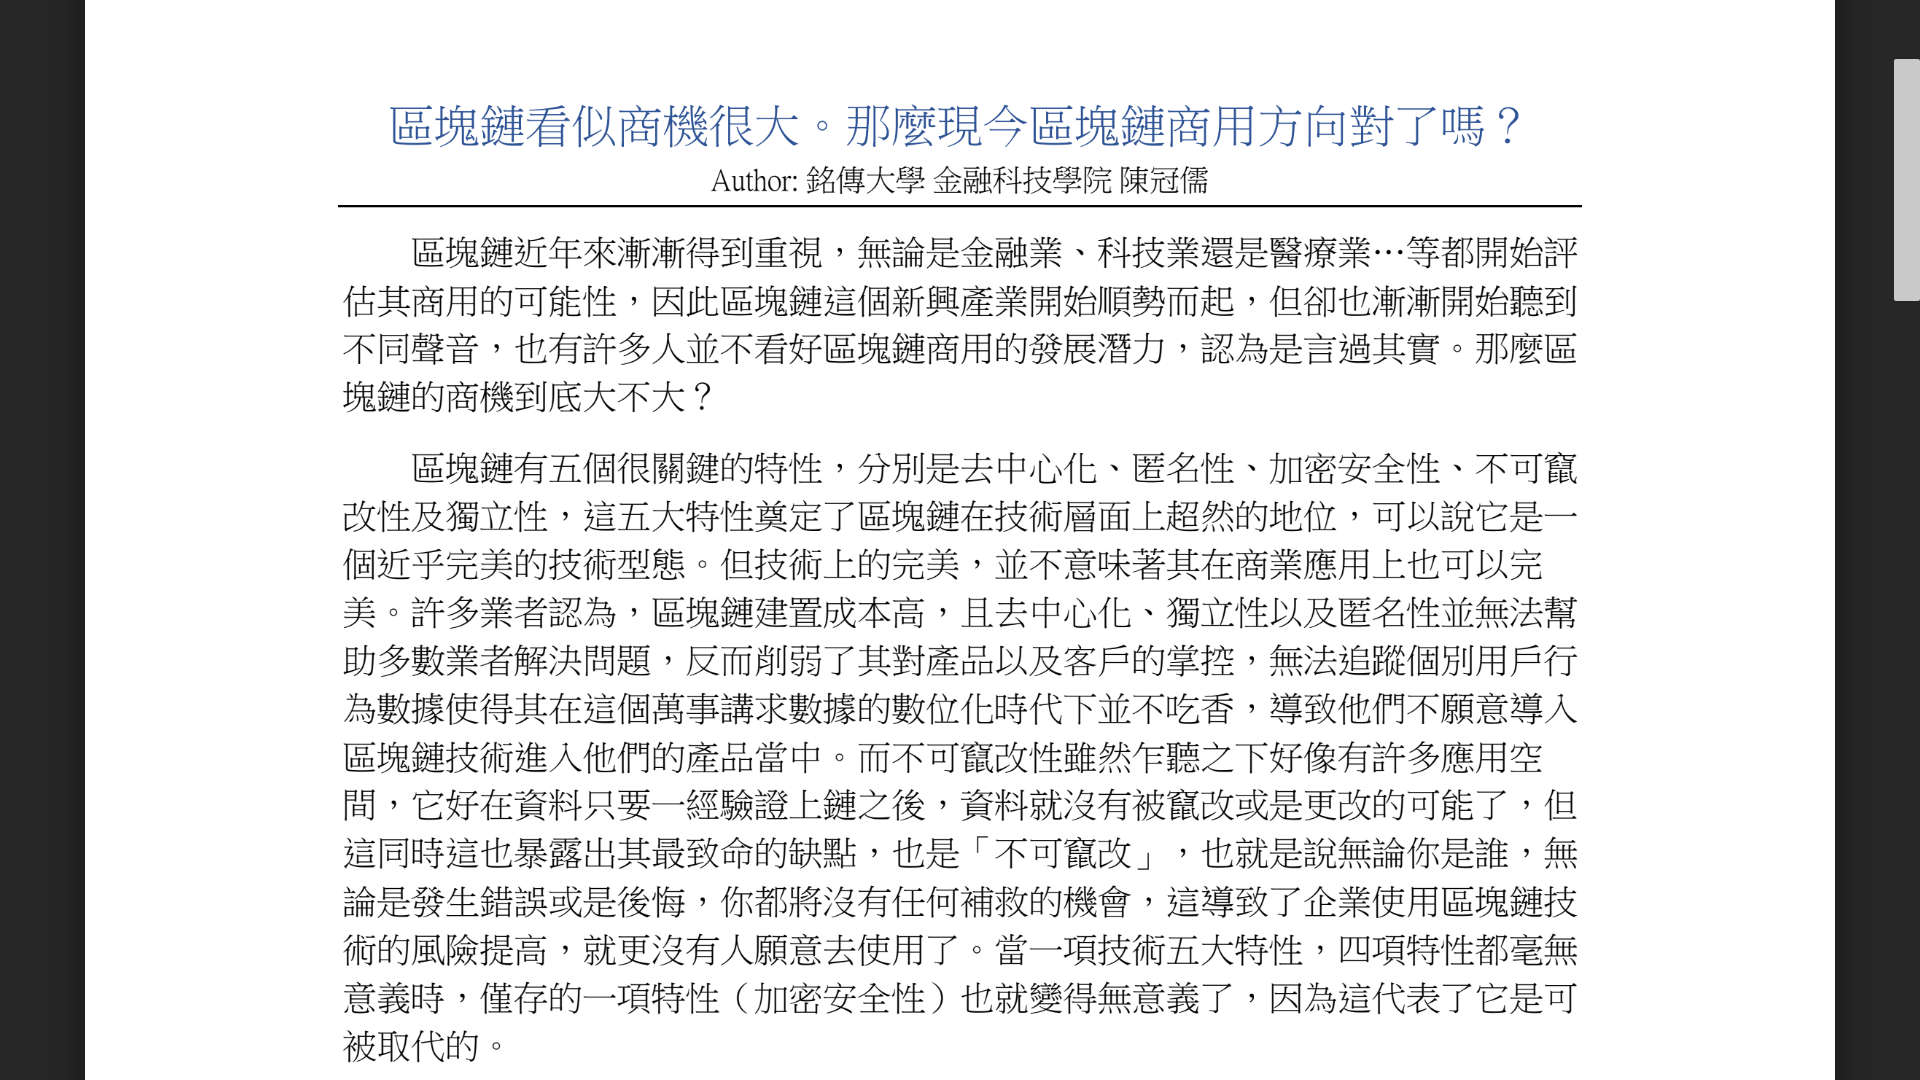 區塊鏈看似商機很大。那麼現今區塊鏈商用方向對了嗎？
Author: 銘傳大學 金融科技學院 陳冠儒
區塊鏈近年來漸漸得到重視，無論是金融業、科技業還是醫療業…等都開始評
估其商用的可能性，因此區塊鏈這個新興產業開始順勢而起，但卻也漸漸開始聽到
不同聲音，也有許多人並不看好區塊鏈商用的發展潛力，認為是言過其實。那麼區
塊鏈的商機到底大不大？
區塊鏈有五個很關鍵的特性，分別是去中心化、匿名性、加密安全性、不可竄
改性及獨立性，這五大特性奠定了區塊鏈在技術層面上超然的地位，可以說它是一
個近乎完美的技術型態。但技術上的完美，並不意味著其在商業應用上也可以完
美。許多業者認為，區塊鏈建置成本高，且去中心化、獨立性以及匿名性並無法幫
助多數業者解決問題，反而削弱了其對產品以及客戶的掌控，無法追蹤個別用戶行
為數據使得其在這個萬事講求數據的數位化時代下並不吃香，導致他們不願意導入
區塊鏈技術進入他們的產品當中。而不可竄改性雖然乍聽之下好像有許多應用空
間，它好在資料只要一經驗證上鏈之後，資料就沒有被竄改或是更改的可能了，但
這同時這也暴露出其最致命的缺點，也是「不可竄改」，也就是說無論你是誰，無
論是發生錯誤或是後悔，你都將沒有任何補救的機會，這導致了企業使用區塊鏈技
術的風險提高，就更沒有人願意去使用了。當一項技術五大特性，四項特性都毫無
意義時，僅存的一項特性（加密安全性）也就變得無意義了，因為這代表了它是可
被取代的。